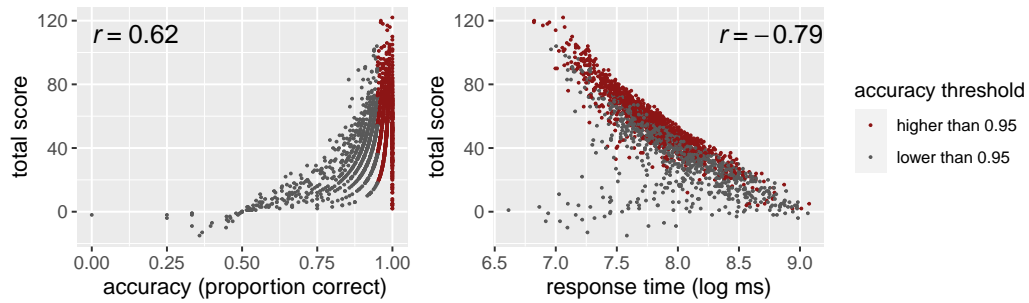 r = 0.62
total score
120
80
40
0
0.00 0.25 0.50 0.75 1.00
accuracy (proportion correct)
r = −0.79
total score
120
80
40
0
6.5 7.0 7.5 8.0 8.5 9.0
response time (log ms)
accuracy threshold
higher than 0.95
lower than 0.95